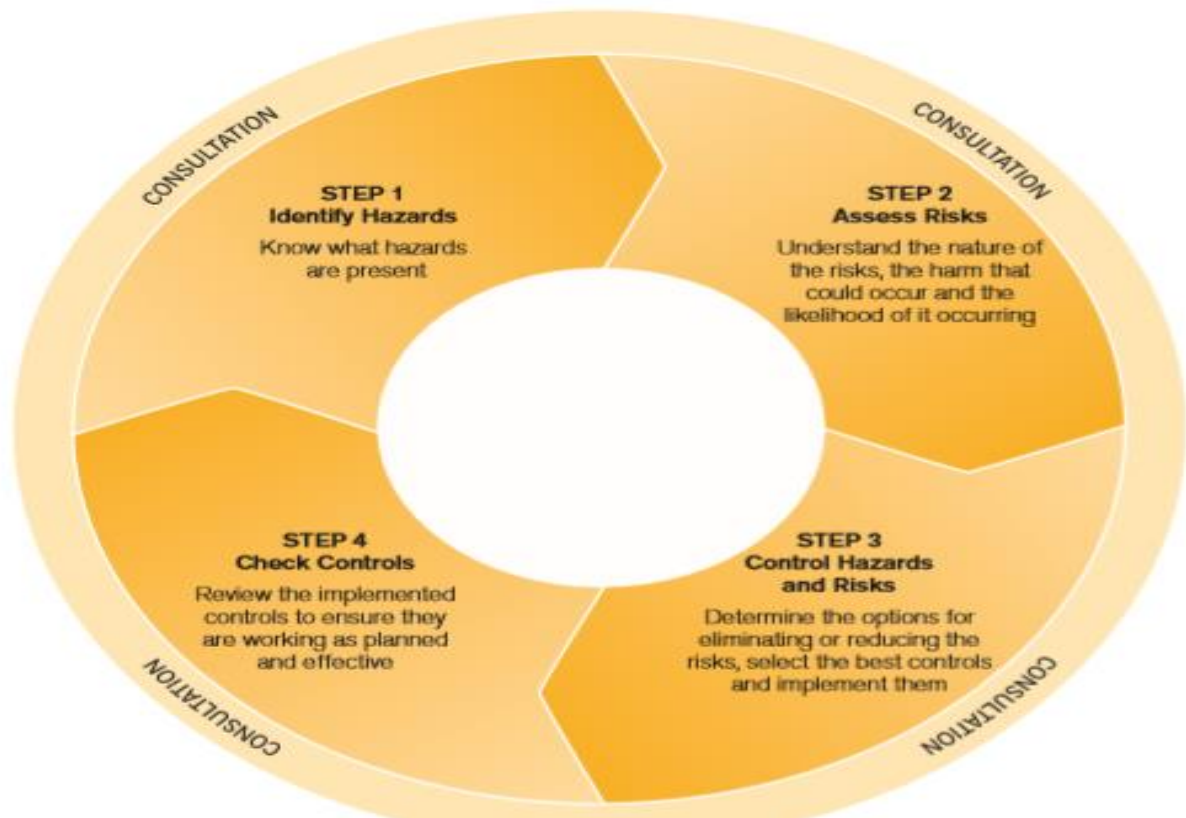 CONSULTATION
CONSULTATION
STEP 1
Identify Hazards
Know what hazards
are present
STEP 2
Assess Risks
Understand the nature of
the risks, the harm that
could occur and the
likelihood of it occurring
STEP 3
Control Hazards
and Risks
Determine the options for
eliminating or reducing the
risks, select the best controls
and implement them
STEP 4
Check Controls
Review the implemented
controls to ensure they
are working as planned
and effective
CONSULTATION
CONSULTATION